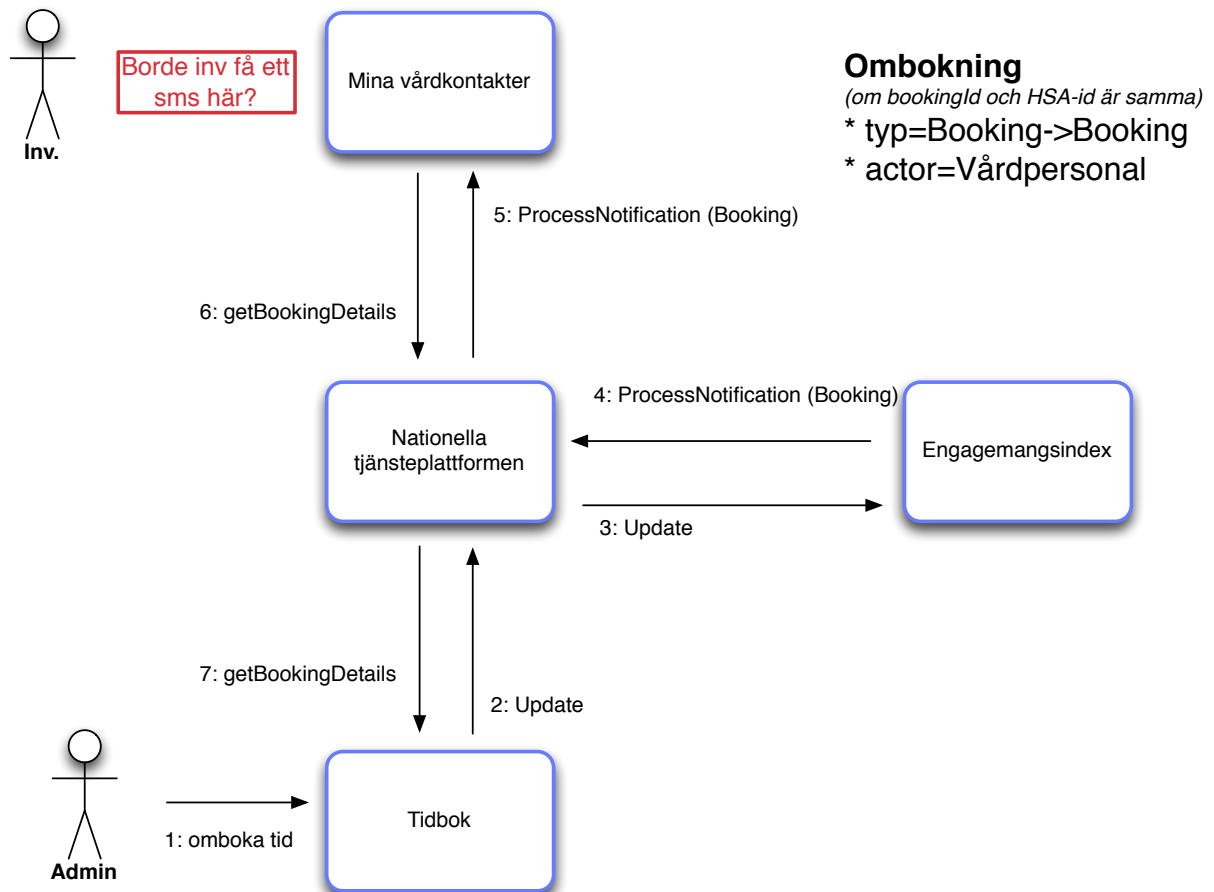 Borde inv få ett
sms här?
Inv.
Mina vårdkontakter
Ombokning
(om bookingId och HSA-id är samma)
* typ=Booking->Booking
* actor=Vårdpersonal
5: ProcessNotification (Booking)
6: getBookingDetails
4: ProcessNotification (Booking)
Nationella
tjänsteplattformen
Engagemangsindex
3: Update
7: getBookingDetails
2: Update
Tidbok
1: omboka tid
Admin